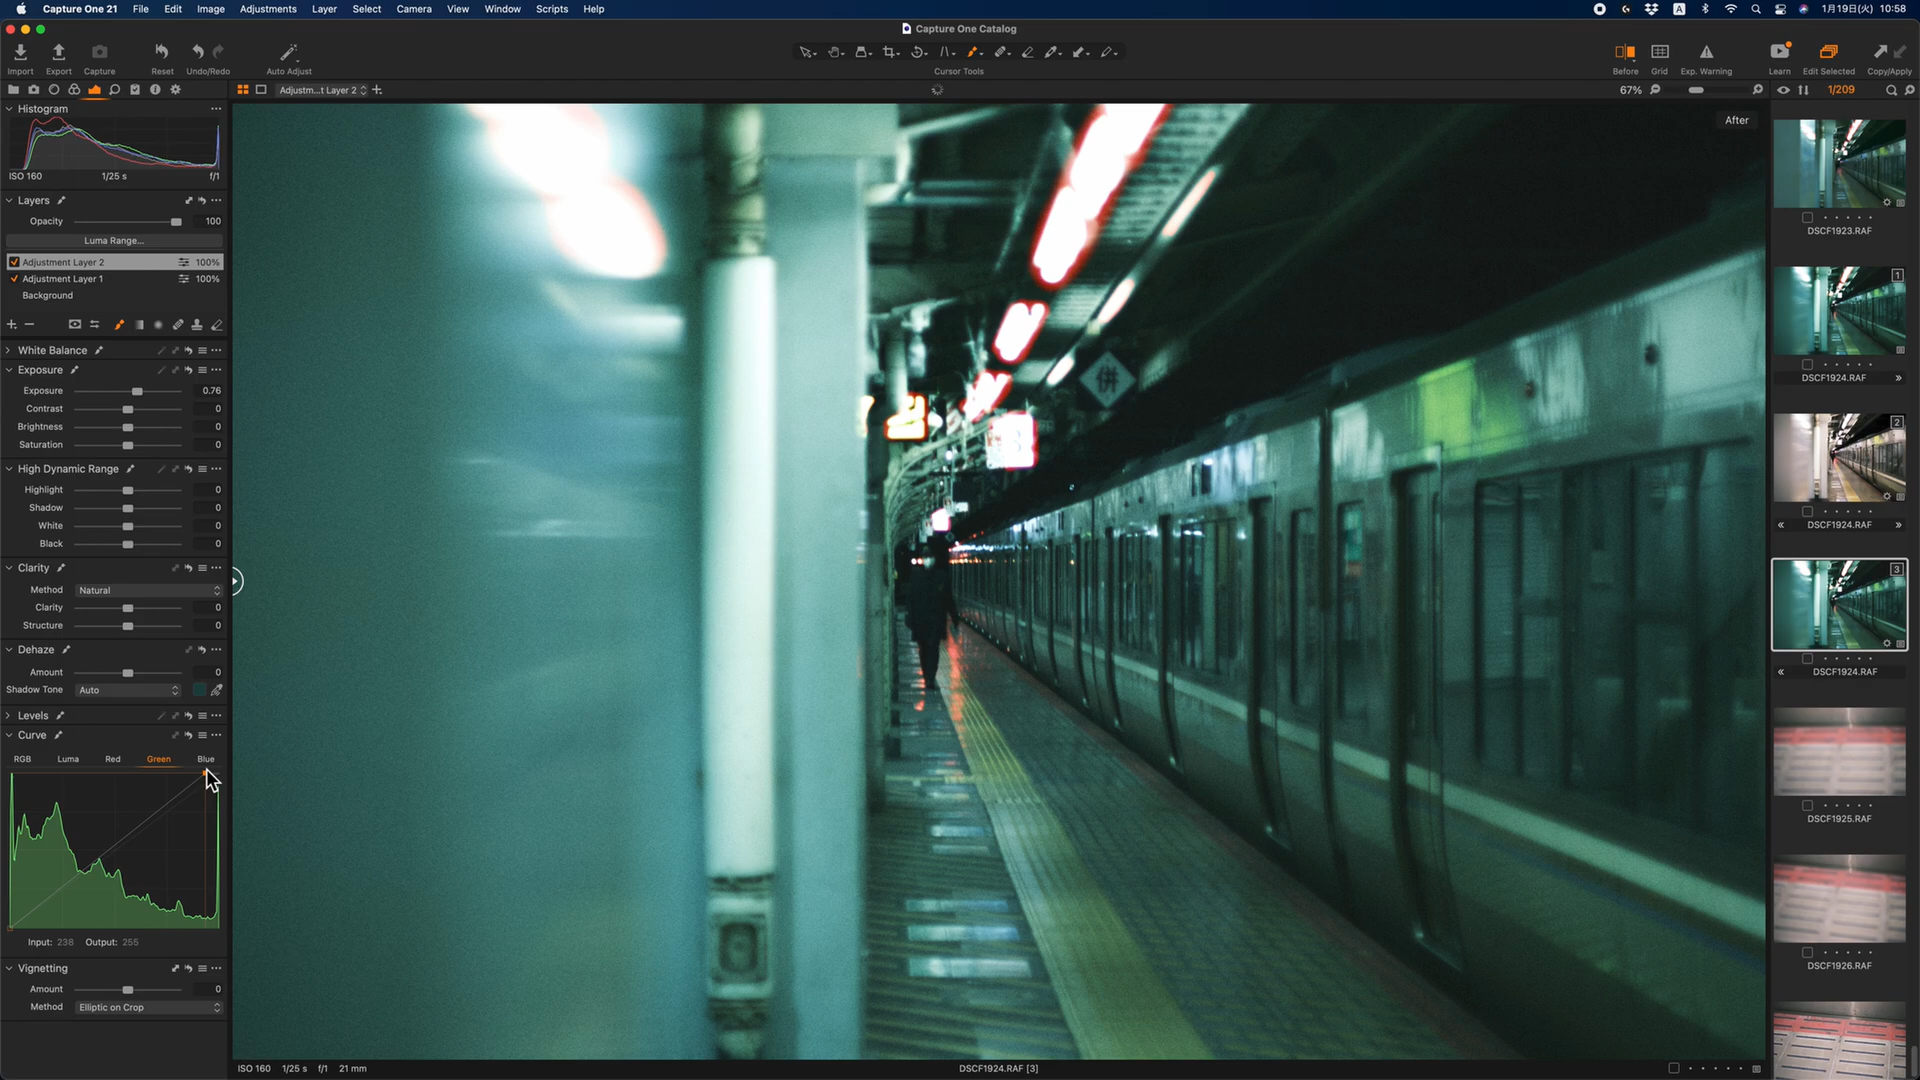 Capture One 21 File Edit Image Adjustments Layer Select Camera View Window Scripts Help
A 1月19日(火) 10:58
Capture One Catalog
Import Export Capture Reset Undo/Redo Auto Adjust Cursor Tools Before Grid Exp. Warning Learn Edit Selected Copy/Apply
Adjustm...t Layer 2
67%
1/209
Histogram
ISO 160 1/25 s f/1
Layers
Opacity 100
Luma Range...
Adjustment Layer 2 100%
Adjustment Layer 1 100%
Background
White Balance
Exposure
Exposure 0.76
Contrast 0
Brightness 0
Saturation 0
High Dynamic Range
Highlight 0
Shadow 0
White 0
Black 0
Clarity
Method Natural
Clarity 0
Structure 0
Dehaze
Amount 0
Shadow Tone Auto
Levels
Curve
RGB Luma Red Green Blue
Input: 238 Output: 255
Vignetting
Amount 0
Method Elliptic on Crop
After
併
ISO 160 1/25 s f/1 21 mm
DSCF1924.RAF [3]
DSCF1923.RAF
1
DSCF1924.RAF
2
DSCF1924.RAF
3
DSCF1924.RAF
DSCF1925.RAF
DSCF1926.RAF